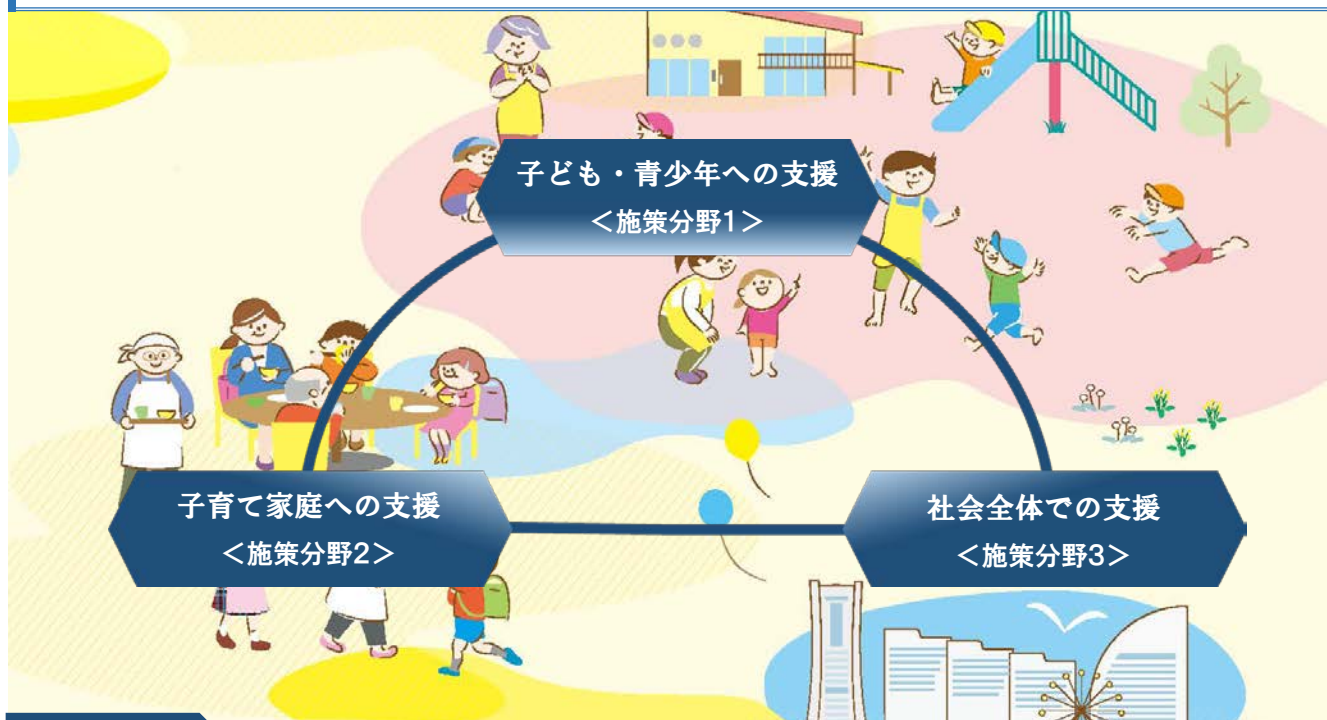 子ども・青少年への支援
＜施策分野1＞
子育て家庭への支援
＜施策分野2＞
社会全体での支援
＜施策分野3＞